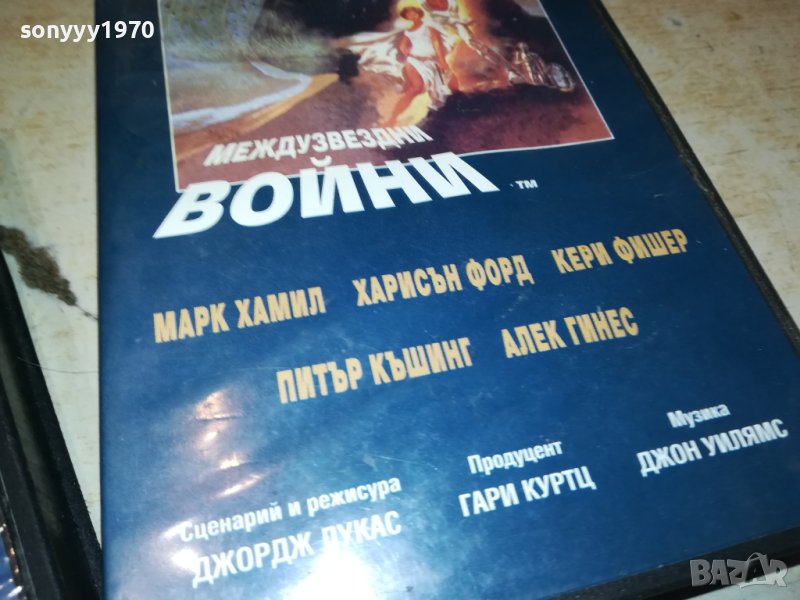 sonyyy1970
МЕЖДУЗВЕЗДНИ
ВОЙНИ ™
МАРК ХАМИЛ ХАРИСЪН ФОРД КЕРИ ФИШЕР
ПИТЪР КЪШИНГ АЛЕК ГИНЕС
Сценарий и режисура
ДЖОРДЖ ЛУКАС
Продуцент
ГАРИ КУРТЦ
Музика
ДЖОН УИЛЯМС
BAZAR